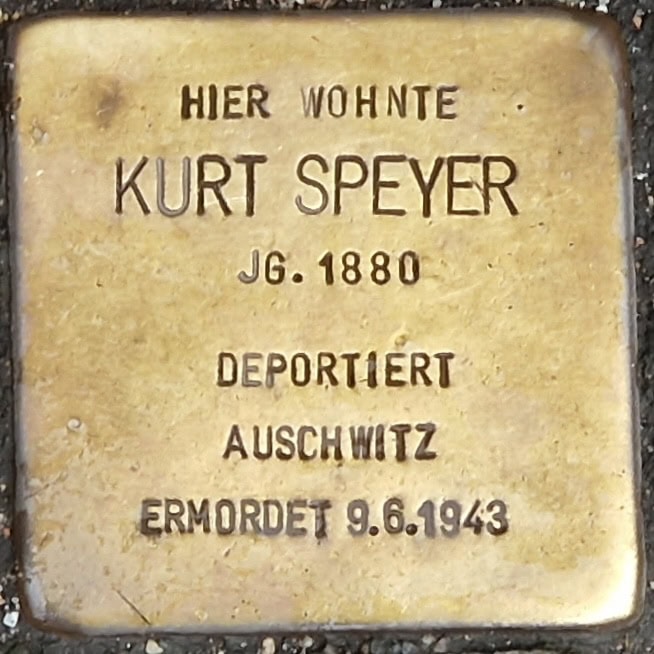 HIER WOHNTE
KURT SPEYER
JG. 1880
DEPORTIERT
AUSCHWITZ
ERMORDET 9.6.1943